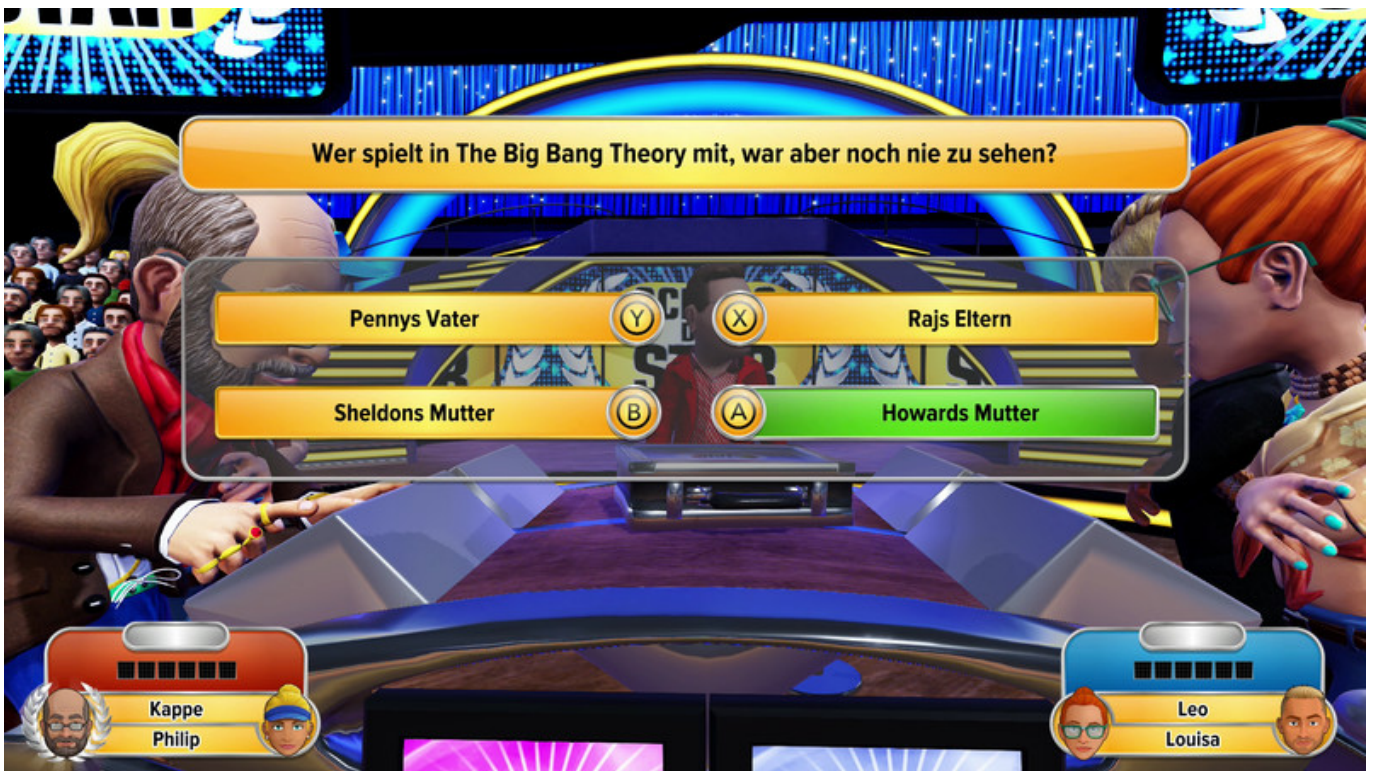 Wer spielt in The Big Bang Theory mit, war aber noch nie zu sehen?
Pennys Vater Y X Rajs Eltern
Sheldons Mutter B A Howards Mutter
Kappe
Philip
Leo
Louisa